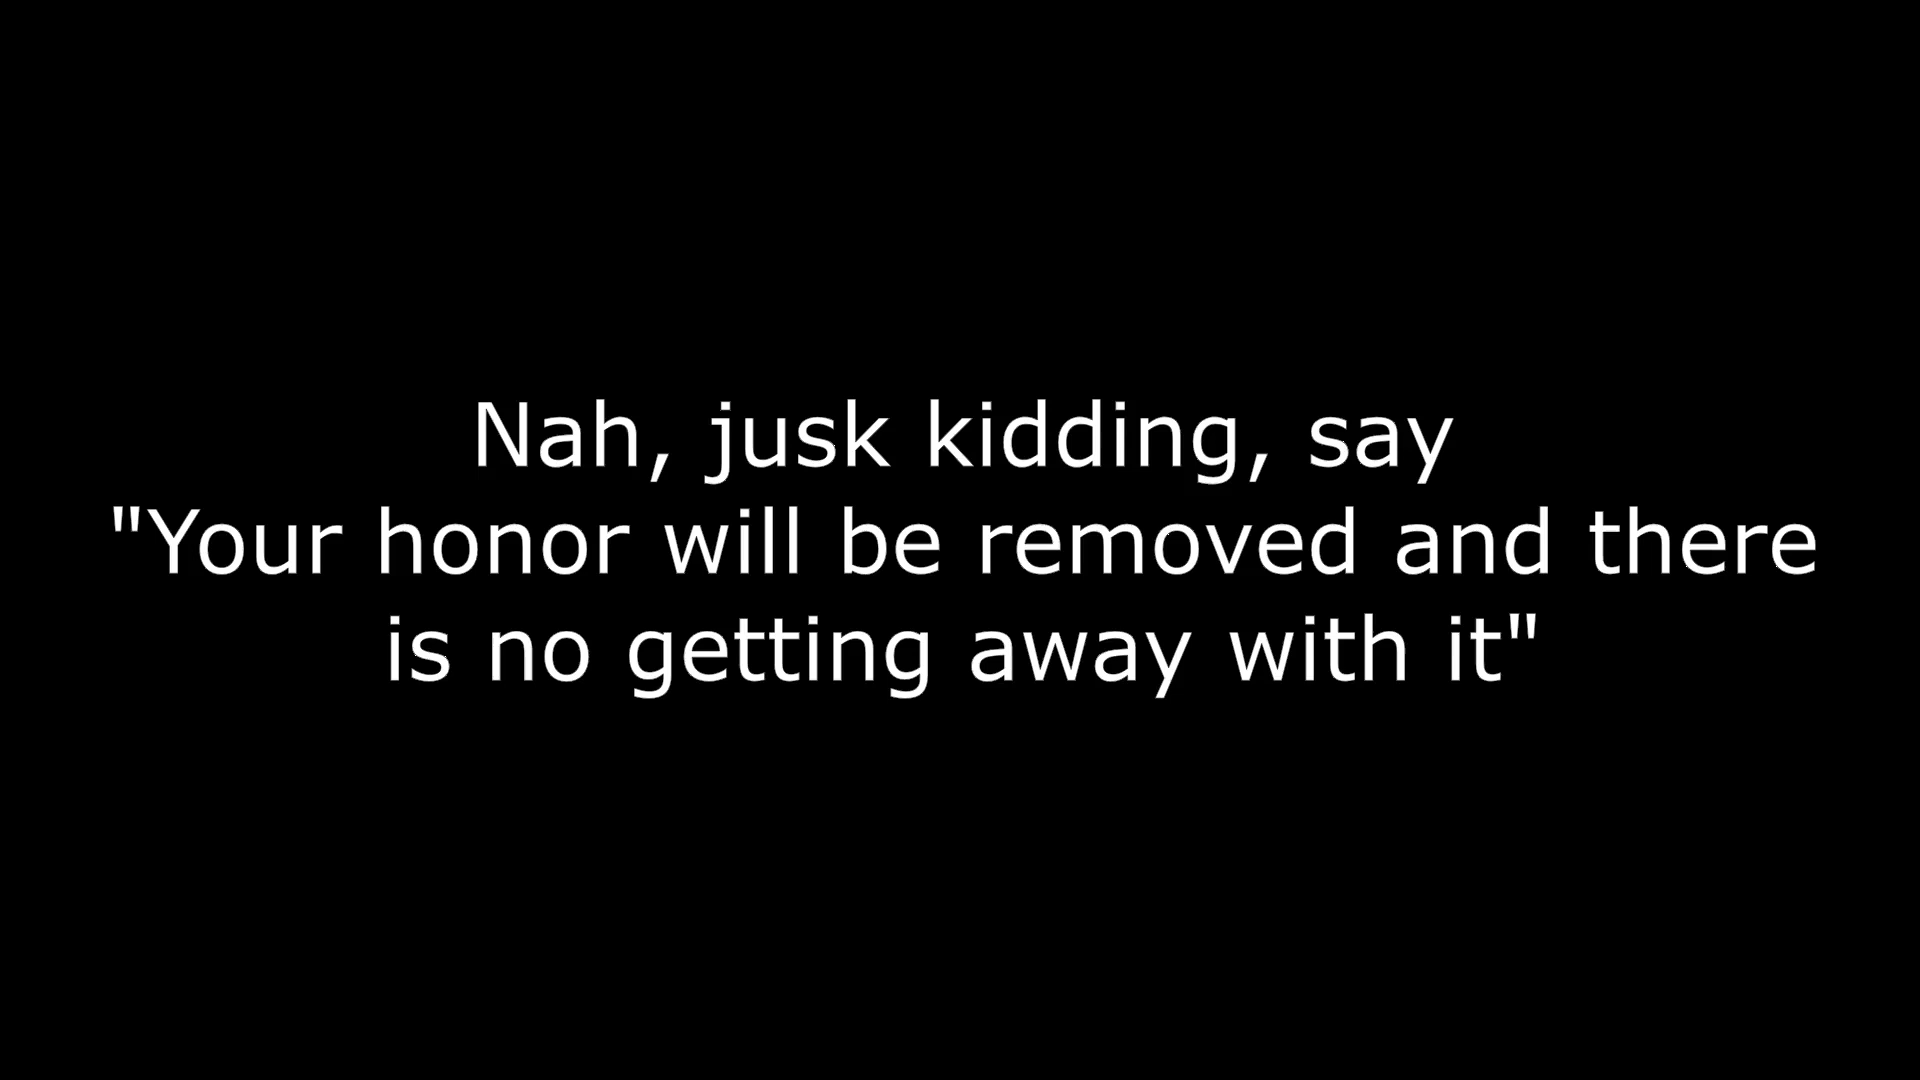 Nah, jusk kidding, say
"Your honor will be removed and there
is no getting away with it"